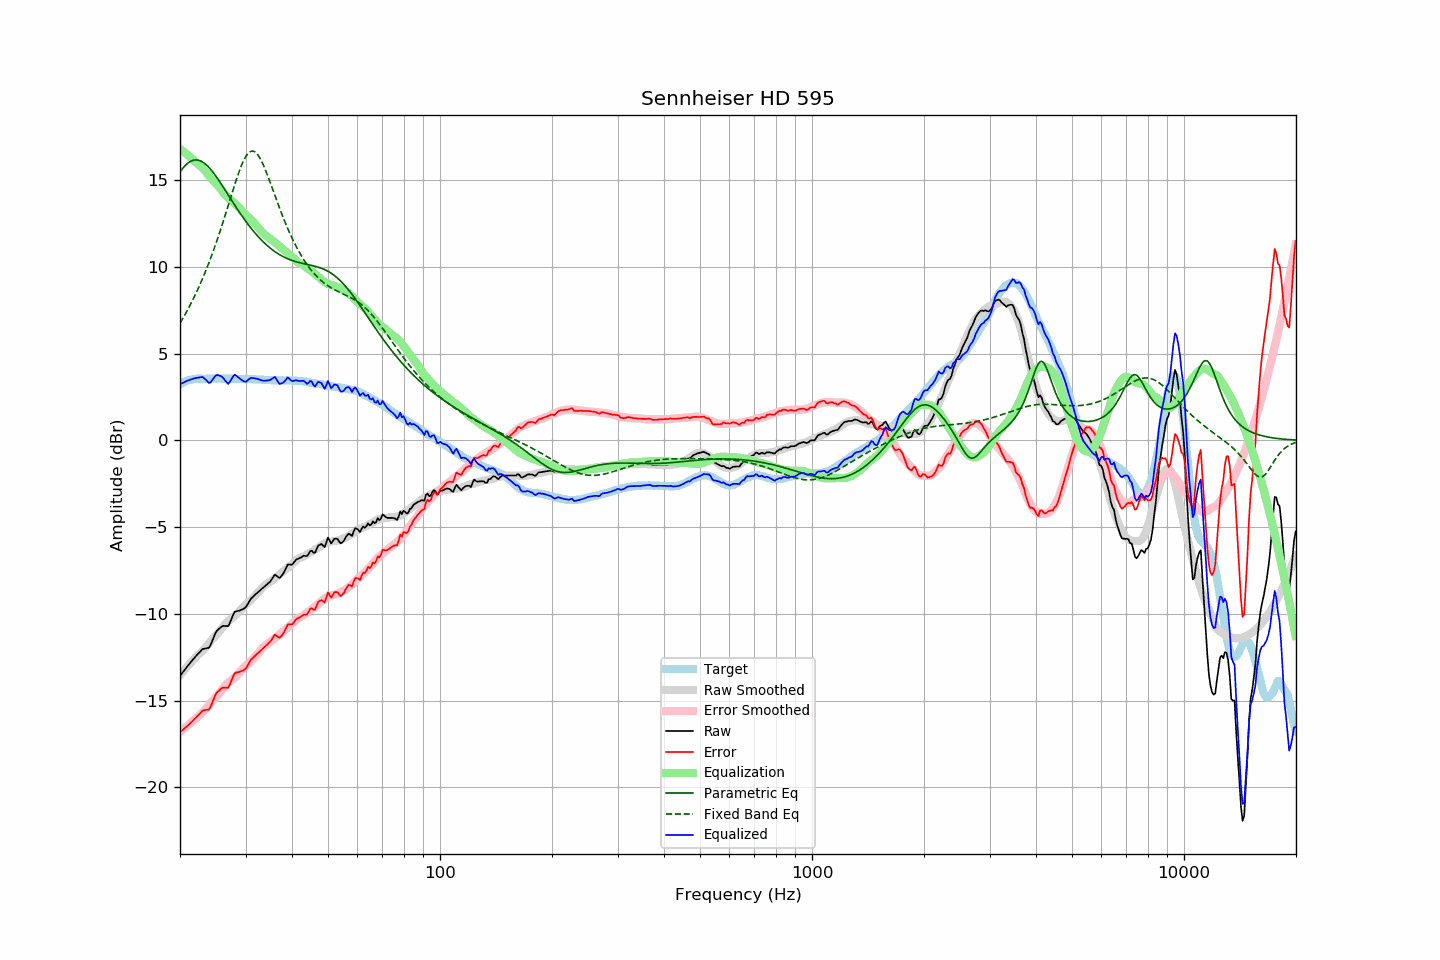 Sennheiser HD 595
Amplitude (dBr)
15
10
5
0
−5
−10
−15
−20
Target
Raw Smoothed
Error Smoothed
Raw
Error
Equalization
Parametric Eq
Fixed Band Eq
Equalized
100
1000
10000
Frequency (Hz)